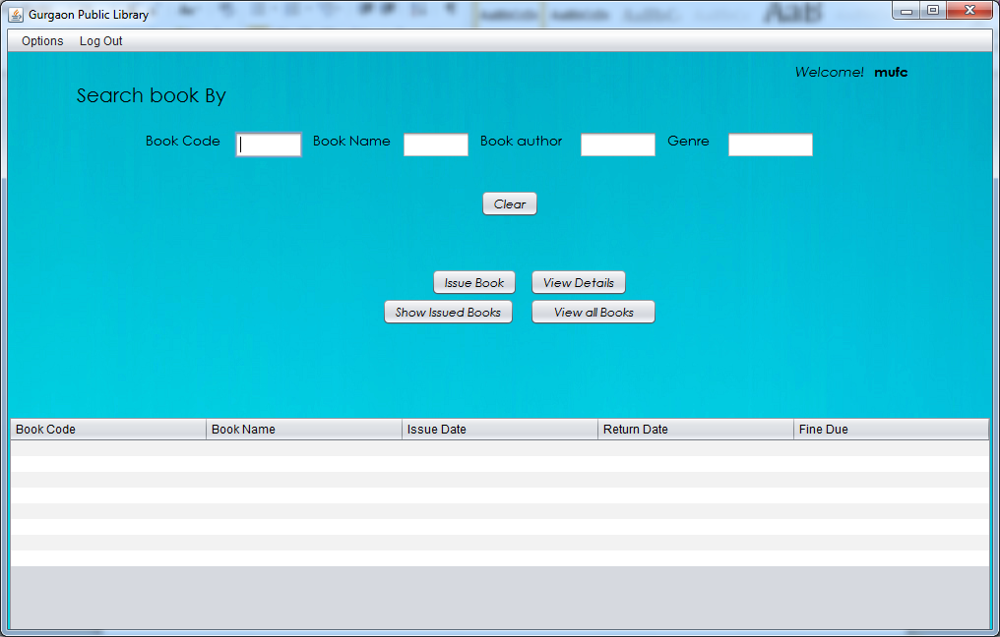 Gurgaon Public Library
Options Log Out
Welcome! mufc
Search book By
Book Code Book Name Book author Genre
Clear
Issue Book View Details
Show Issued Books View all Books
Book Code Book Name Issue Date Return Date Fine Due